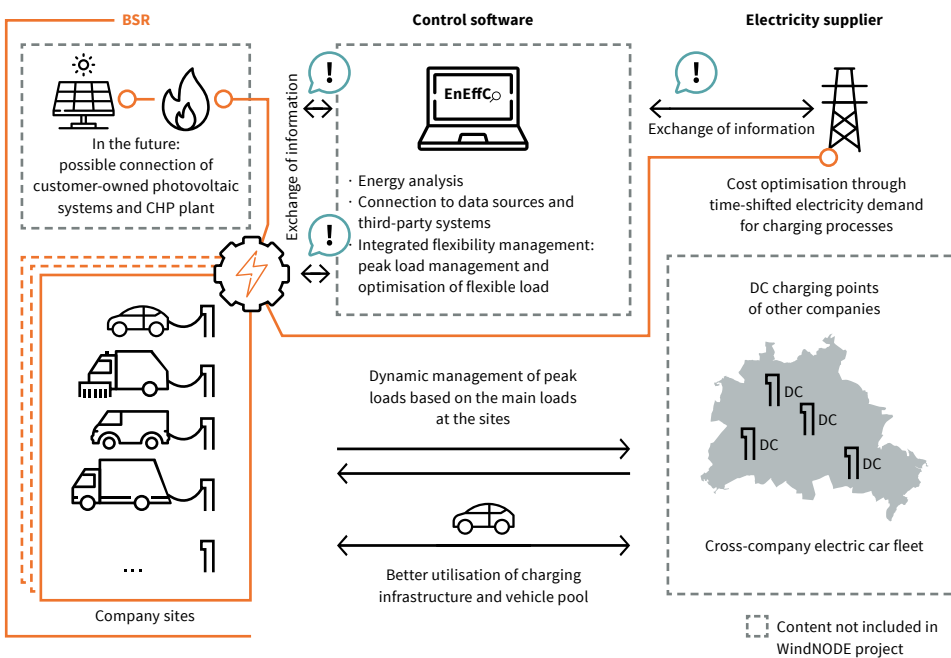 BSR
Control software
Electricity supplier
In the future:
possible connection of
customer-owned photovoltaic
systems and CHP plant
Exchange of information
!
!
EnEffCo
· Energy analysis
· Connection to data sources and
third-party systems
· Integrated flexibility management:
peak load management and
optimisation of flexible load
!
Exchange of information
Cost optimisation through
time-shifted electricity demand
for charging processes
...
Company sites
Dynamic management of peak
loads based on the main loads
at the sites
Better utilisation of charging
infrastructure and vehicle pool
DC charging points
of other companies
DC
DC
DC
DC
Cross-company electric car fleet
Content not included in
WindNODE project